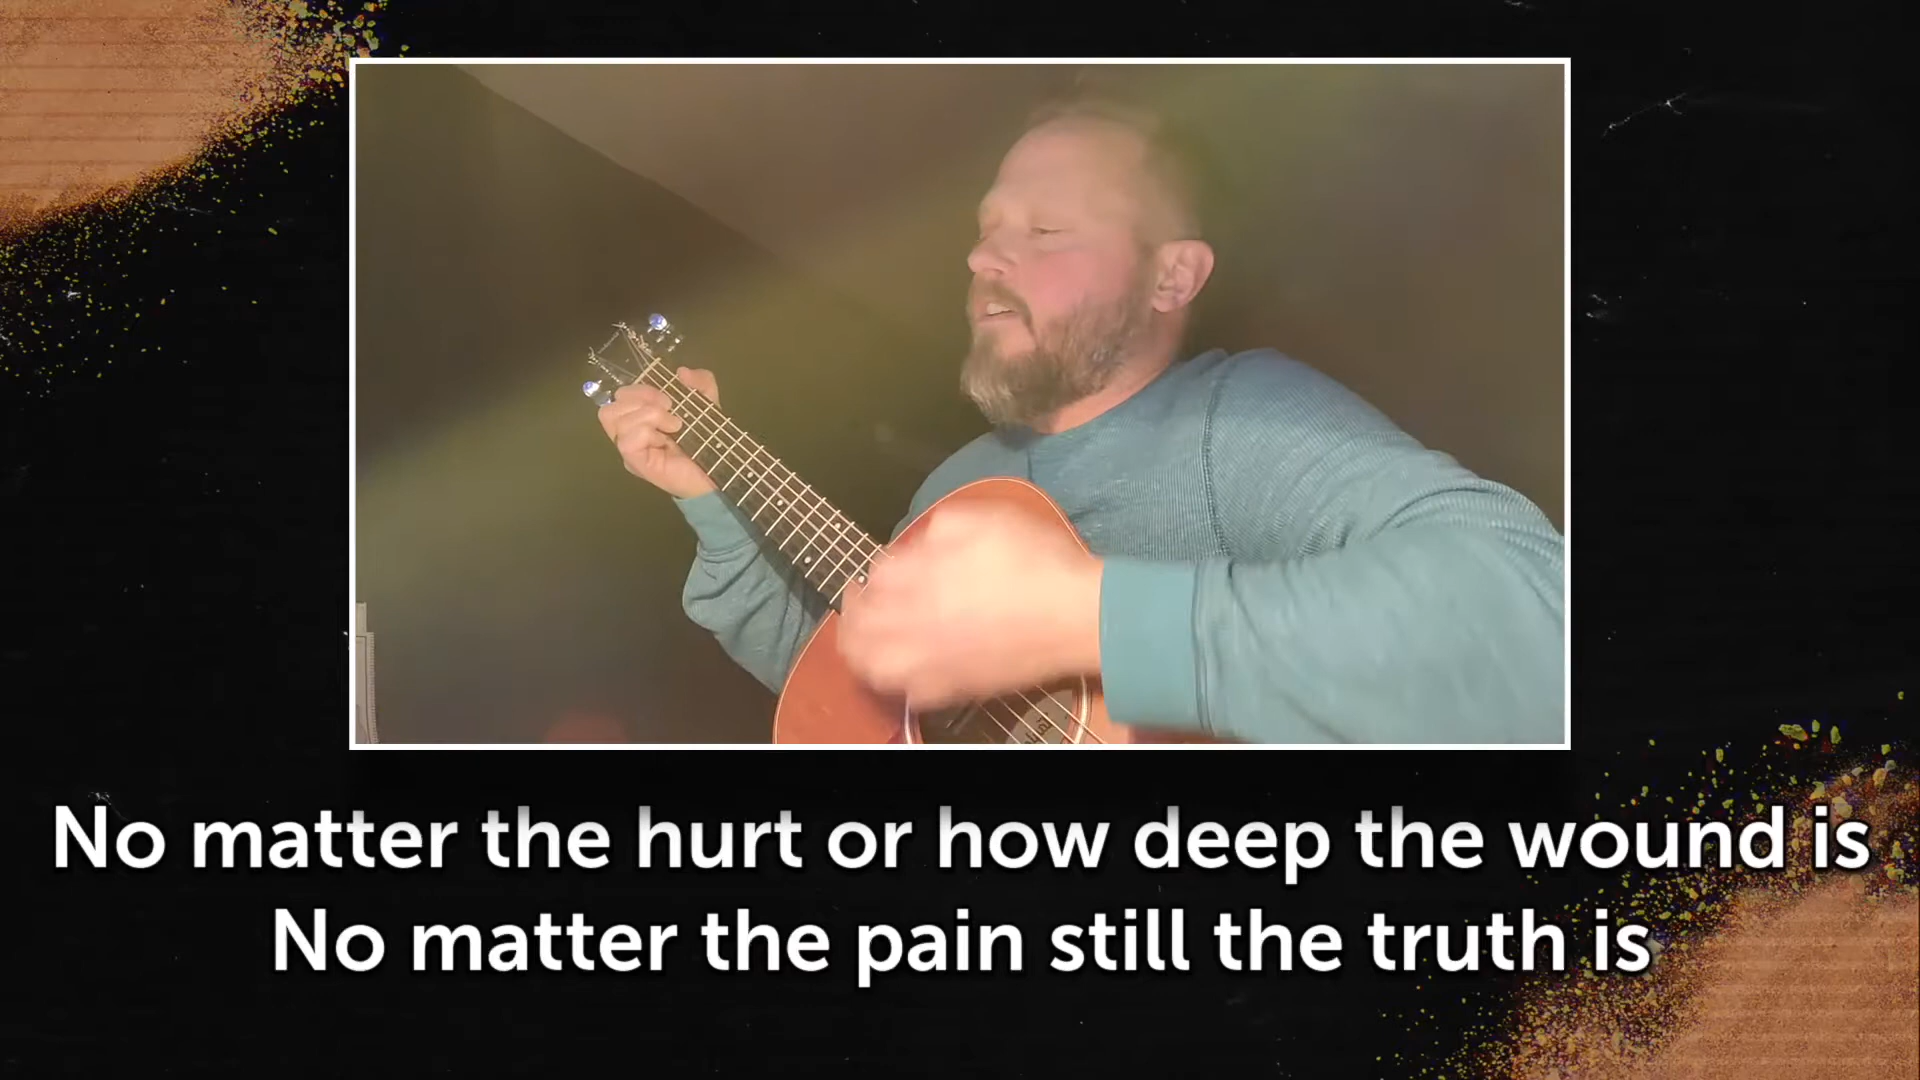 No matter the hurt or how deep the wound is
No matter the pain still the truth is